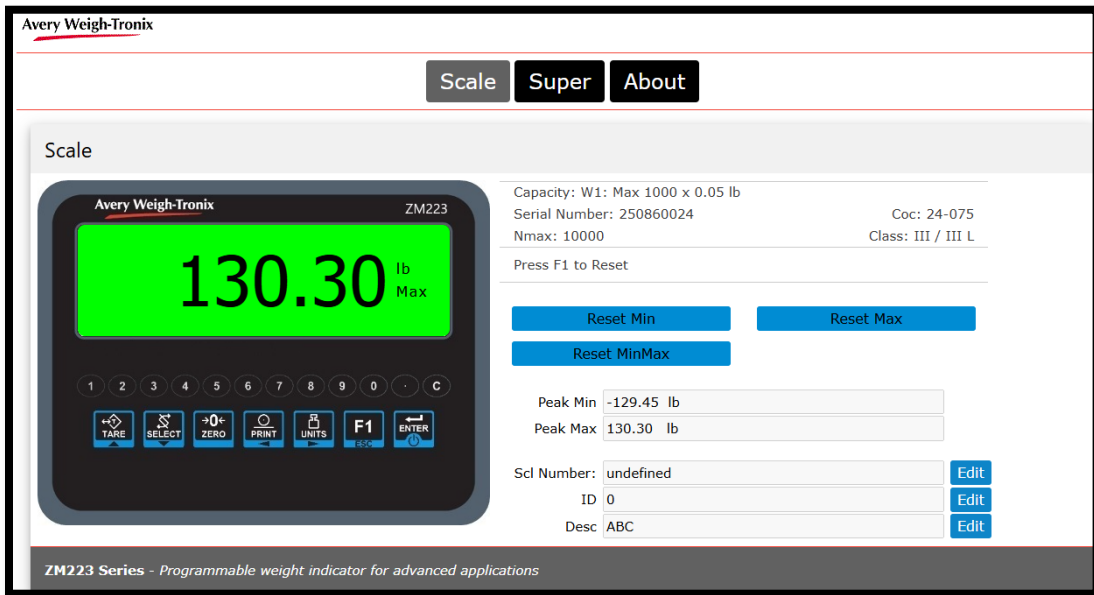 Avery Weigh-Tronix
Scale Super About
Scale
Avery Weigh-Tronix
ZM223
130.30 lb
Max
1 2 3 4 5 6 7 8 9 0 . C
TARE SELECT →0← ZERO PRINT UNITS F1 ESC ENTER
Capacity: W1: Max 1000 x 0.05 lb
Serial Number: 250860024 Coc: 24-075
Nmax: 10000 Class: III / III L
Press F1 to Reset
Reset Min Reset Max
Reset MinMax
Peak Min -129.45 lb
Peak Max 130.30 lb
Scl Number: undefined Edit
ID 0 Edit
Desc ABC Edit
ZM223 Series - Programmable weight indicator for advanced applications